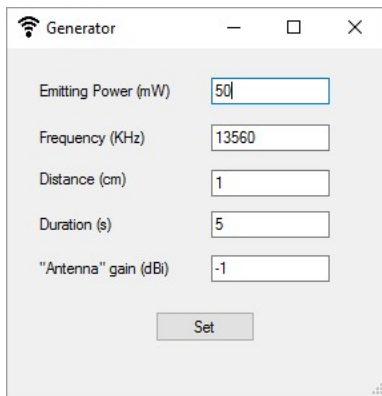 Generator
Emitting Power (mW) 50
Frequency (KHz) 13560
Distance (cm) 1
Duration (s) 5
"Antenna" gain (dBi) -1
Set